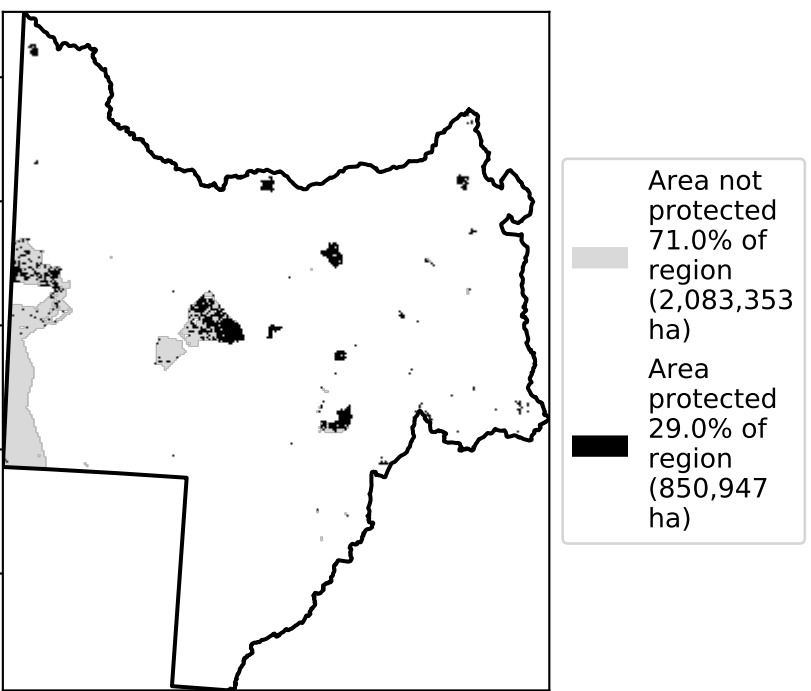 Area not
protected
71.0% of
region
(2,083,353
ha)
Area
protected
29.0% of
region
(850,947
ha)